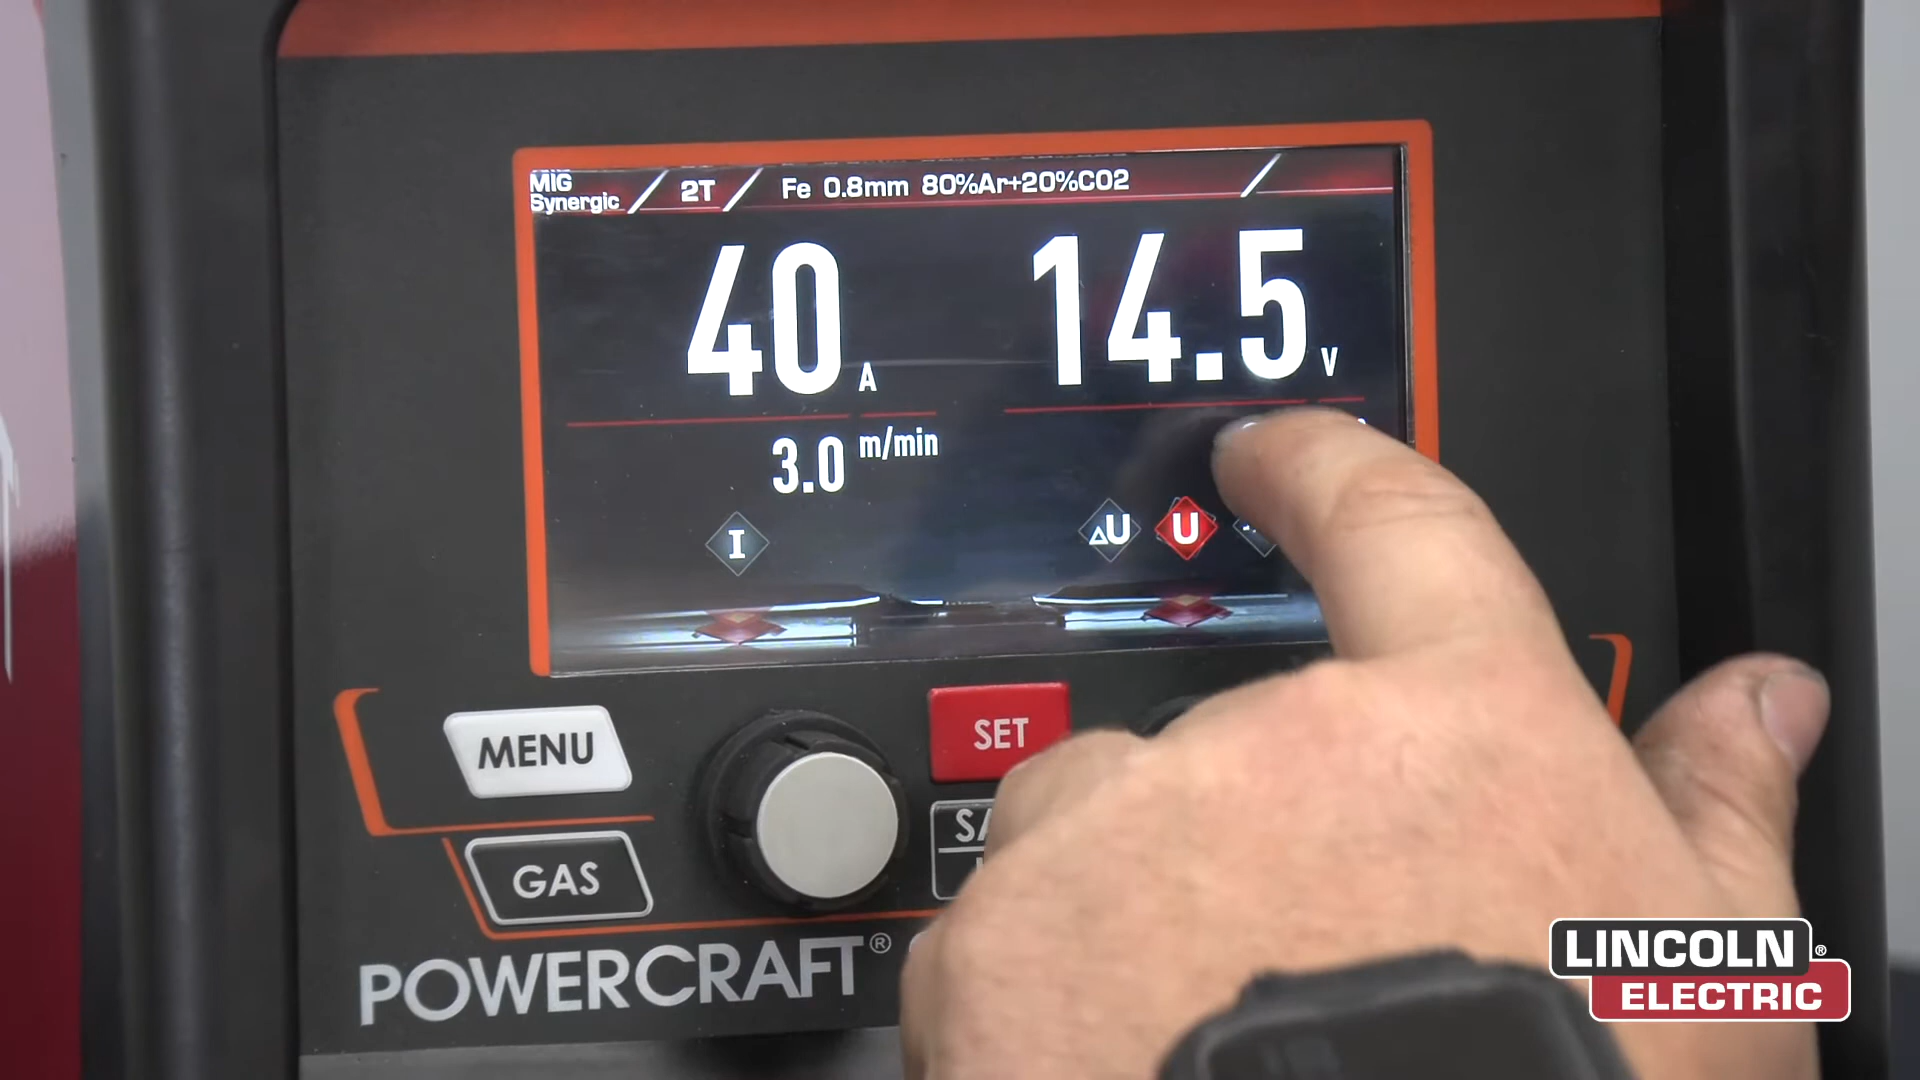 MIG
Synergic
2T
Fe 0.8mm 80%Ar+20%CO2
40 A
14.5 V
3.0 m/min
I
△U
U
MENU
SET
GAS
POWERCRAFT®
LINCOLN®
ELECTRIC